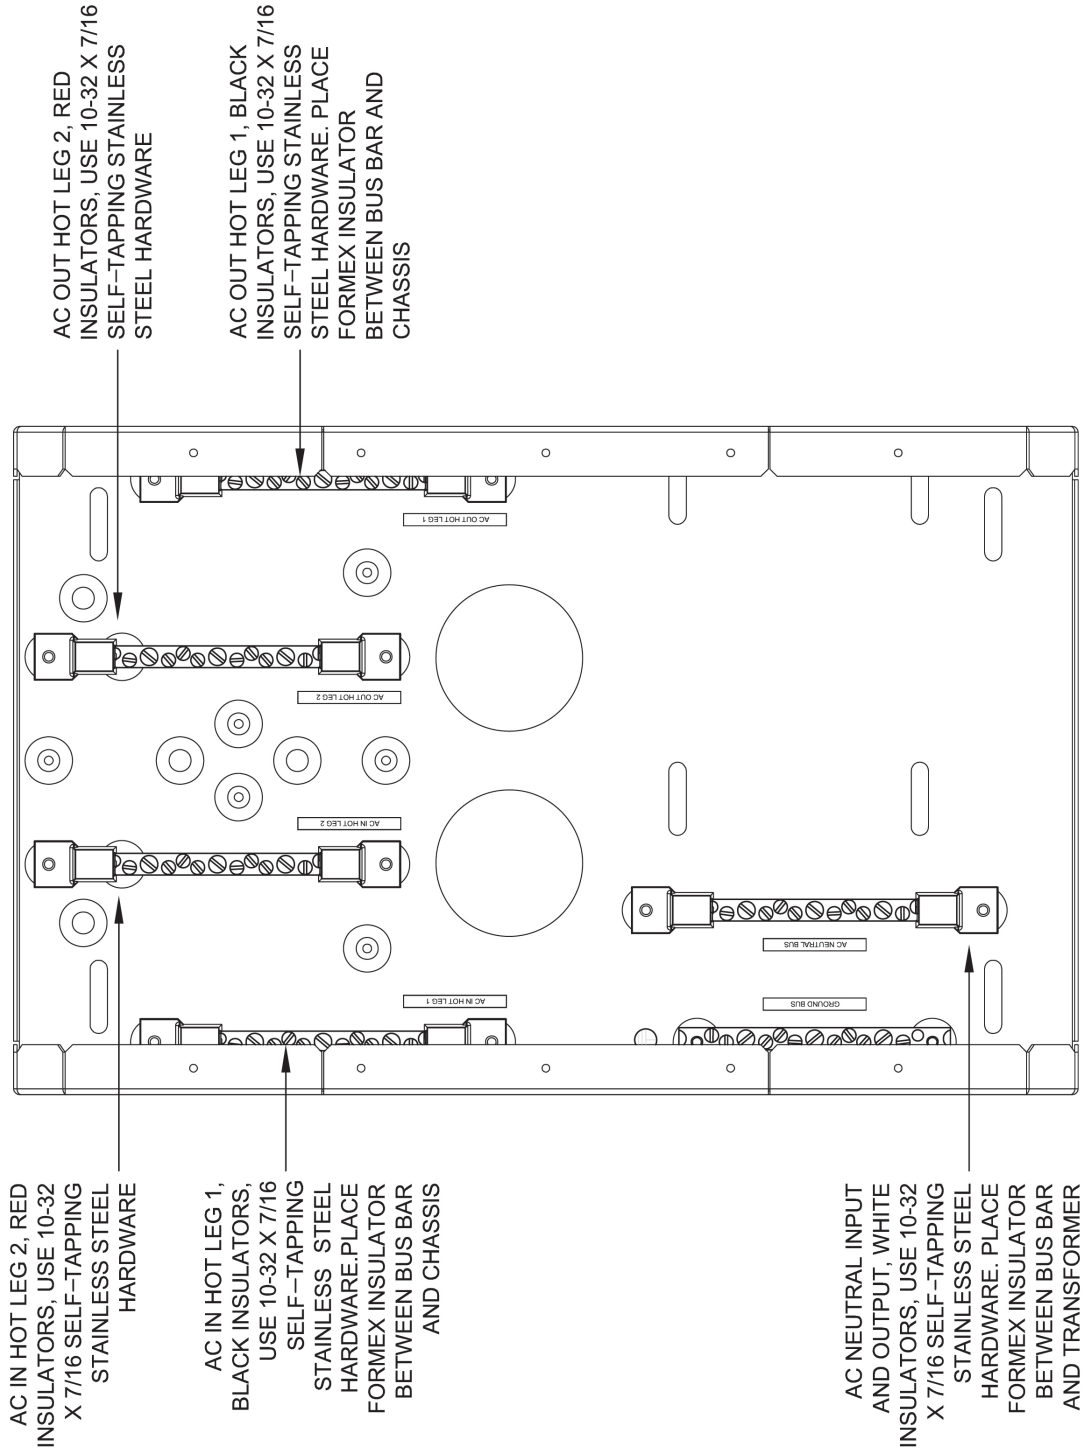 AC OUT HOT LEG 2, RED
INSULATORS, USE 10-32 X 7/16
SELF–TAPPING STAINLESS
STEEL HARDWARE
AC OUT HOT LEG 1, BLACK
INSULATORS, USE 10-32 X 7/16
SELF–TAPPING STAINLESS
STEEL HARDWARE. PLACE
FORMEX INSULATOR
BETWEEN BUS BAR AND
CHASSIS
AC OUT HOT LEG 1
AC OUT HOT LEG 2
AC IN HOT LEG 2
AC IN HOT LEG 1
AC NEUTRAL BUS
GROUND BUS
AC IN HOT LEG 2, RED
INSULATORS, USE 10-32
X 7/16 SELF–TAPPING
STAINLESS STEEL
HARDWARE
AC IN HOT LEG 1,
BLACK INSULATORS,
USE 10-32 X 7/16
SELF–TAPPING
STAINLESS STEEL
HARDWARE.PLACE
FORMEX INSULATOR
BETWEEN BUS BAR
AND CHASSIS
AC NEUTRAL INPUT
AND OUTPUT, WHITE
INSULATORS, USE 10-32
X 7/16 SELF–TAPPING
STAINLESS STEEL
HARDWARE. PLACE
FORMEX INSULATOR
BETWEEN BUS BAR
AND TRANSFORMER